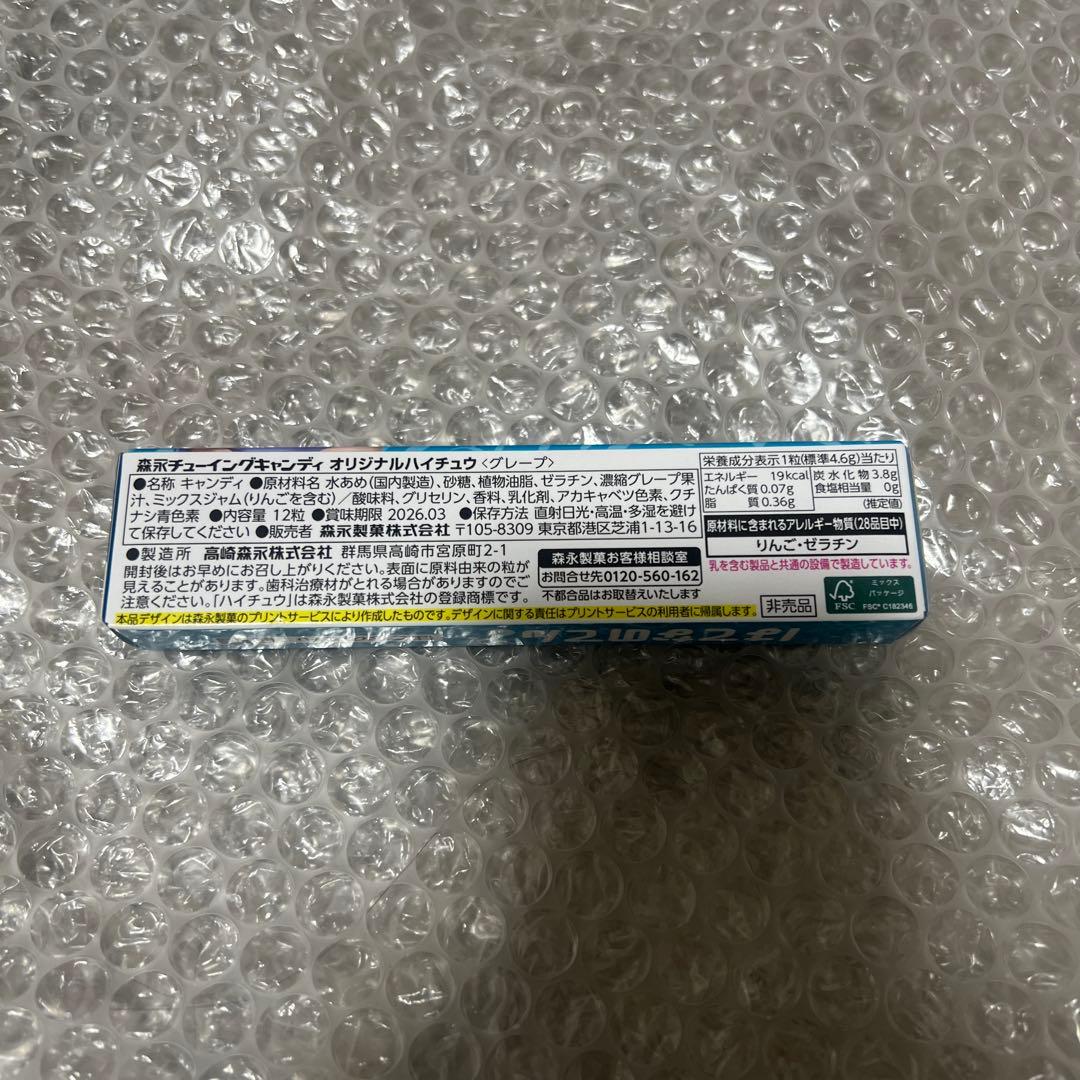 森永チューイングキャンディ オリジナルハイチュウ〈グレープ〉
●名称 キャンディ ●原材料名 水あめ(国内製造)、砂糖、植物油脂、ゼラチン、濃縮グレープ果
汁、ミックスジャム(りんごを含む)／酸味料、グリセリン、香料、乳化剤、アカキャベツ色素、クチ
ナシ青色素 ●内容量 12粒 ●賞味期限 2026.03 ●保存方法 直射日光・高温・多湿を避け
て保存してください ●販売者 森永製菓株式会社 〒105-8309 東京都港区芝浦1-13-16
●製造所 高崎森永株式会社 群馬県高崎市宮原町2-1
開封後はお早めにお召し上がりください。表面に原料由来の粒が
見えることがあります。歯科治療材がとれる場合がありますのでご
注意ください。「ハイチュウ」は森永製菓株式会社の登録商標です。
森永製菓お客様相談室
お問合せ先0120-560-162
不都合品はお取替えいたします
本品デザインは森永製菓のプリントサービスにより作成したものです。デザインに関する責任はプリントサービスの利用者に帰属します。
栄養成分表示1粒(標準4.6g)当たり
エネルギー 19kcal 炭水化物 3.8g
たんぱく質 0.07g 食塩相当量 0g
脂質 0.36g (推定値)
原材料に含まれるアレルギー物質(28品目中)
りんご・ゼラチン
乳を含む製品と共通の設備で製造しています。
非売品
FSC
ミックス
パッケージ
FSC® C182346